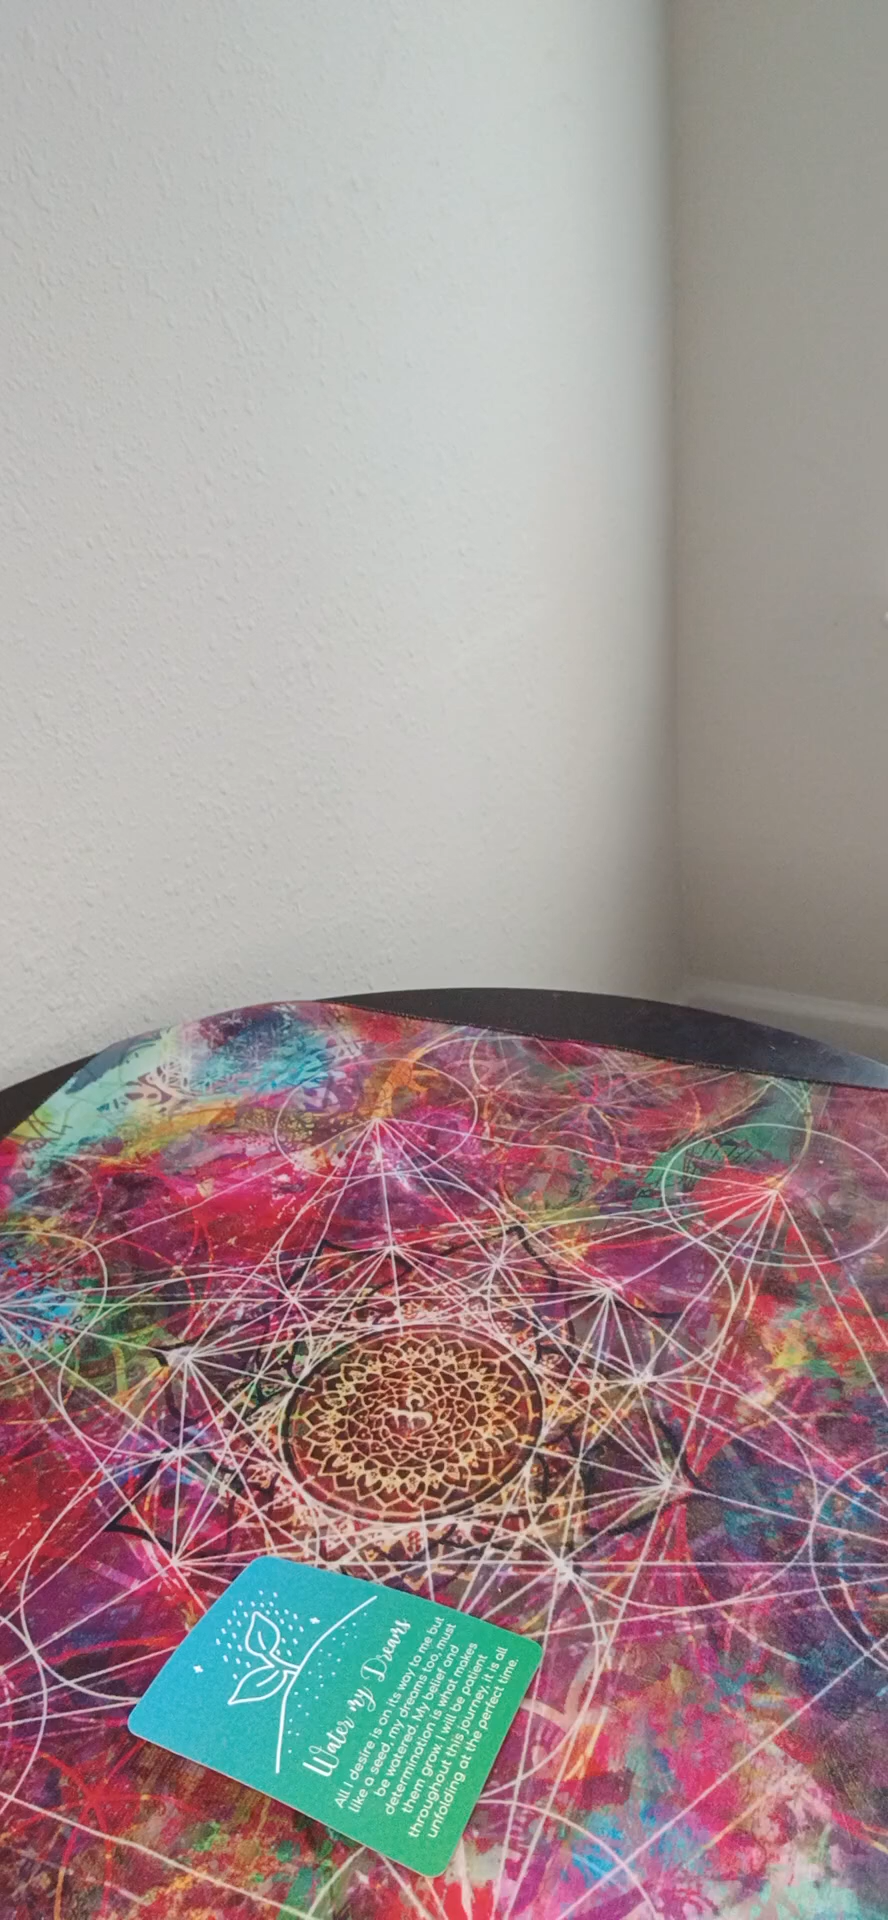 Water my Dreams
All I desire is on its way to me but
like a seed, my dreams too, must
be watered. My belief and
determination is what makes
them grow. I will be patient
throughout this journey, it is all
unfolding at the perfect time.